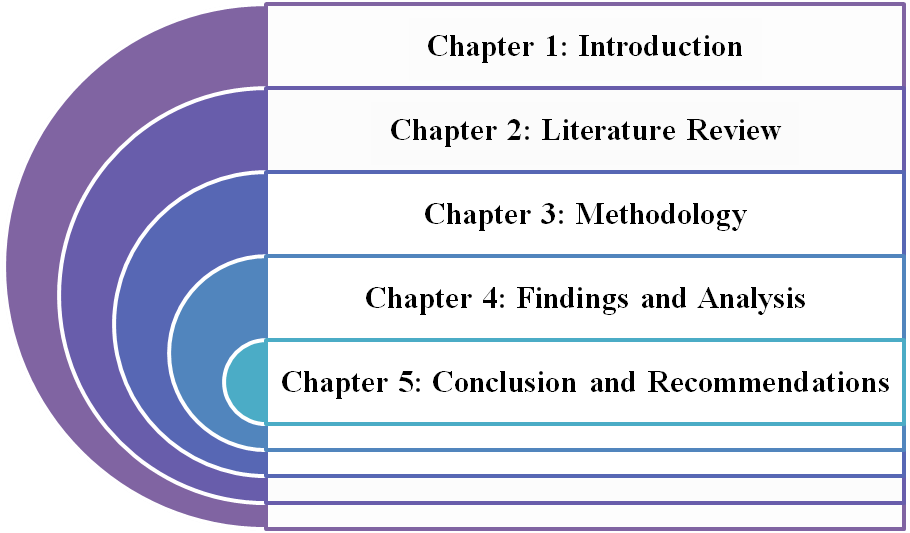 Chapter 1: Introduction
Chapter 2: Literature Review
Chapter 3: Methodology
Chapter 4: Findings and Analysis
Chapter 5: Conclusion and Recommendations